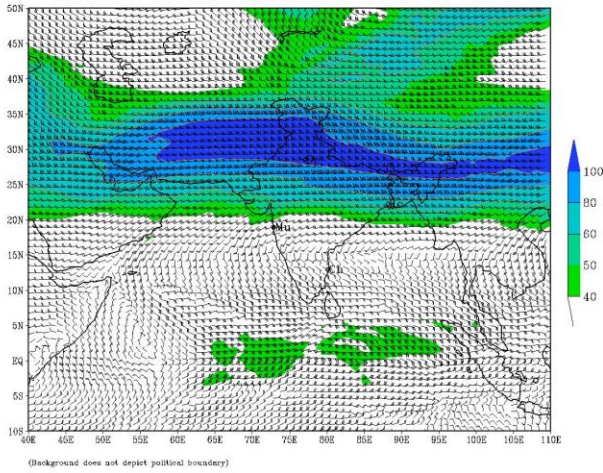 50N
45N
40N
35N
30N
25N
20N
15N
10N
5N
EQ
5S
10S
40E 45E 50E 55E 60E 65E 70E 75E 80E 85E 90E 95E 100E 105E 110E
Mu
100
80
60
50
40
(Background does not depict political boundary)